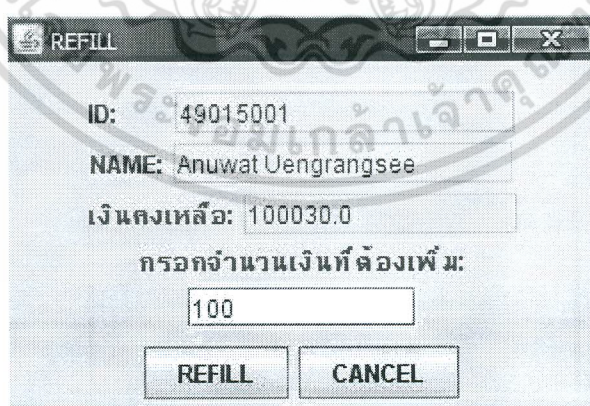 REFILL
ID: 49015001
NAME: Anuwat Uengrangsee
เงินคงเหลือ: 100030.0
กรอกจำนวนเงินที่ต้องเพิ่ม:
100
REFILL CANCEL